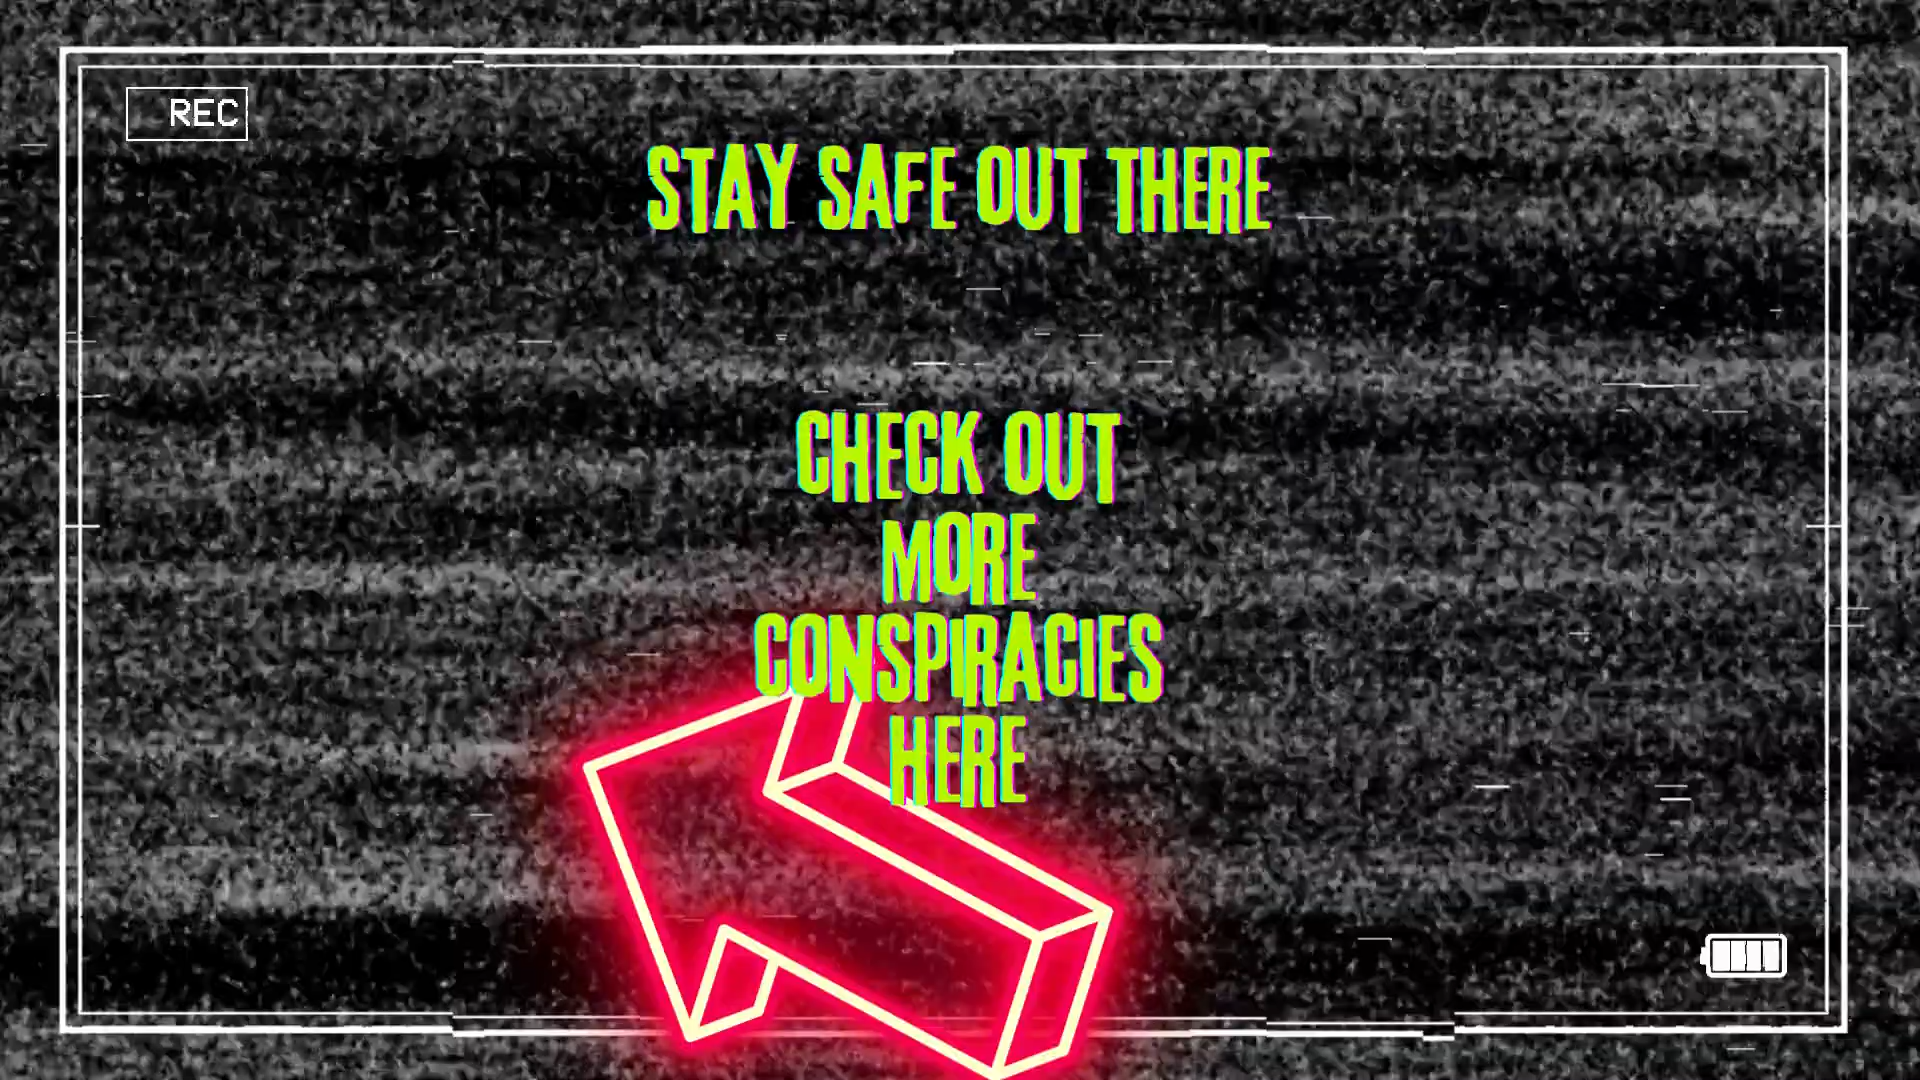 REC
STAY SAFE OUT THERE
CHECK OUT
MORE
CONSPIRACIES
HERE